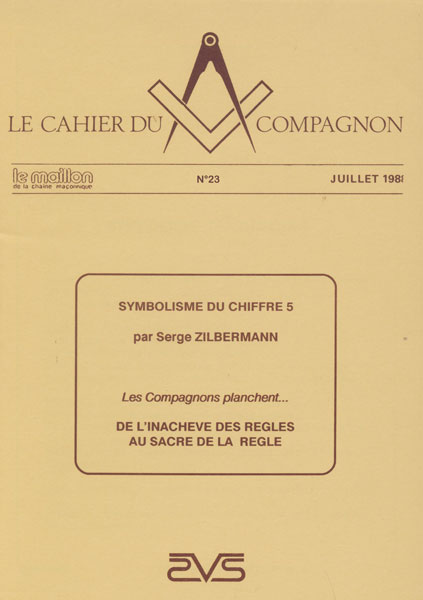 LE CAHIER DU COMPAGNON
le maillon
de la chaîne maçonnique
N°23
JUILLET 198
SYMBOLISME DU CHIFFRE 5
par Serge ZILBERMANN
Les Compagnons planchent...
DE L'INACHEVE DES REGLES
AU SACRE DE LA REGLE